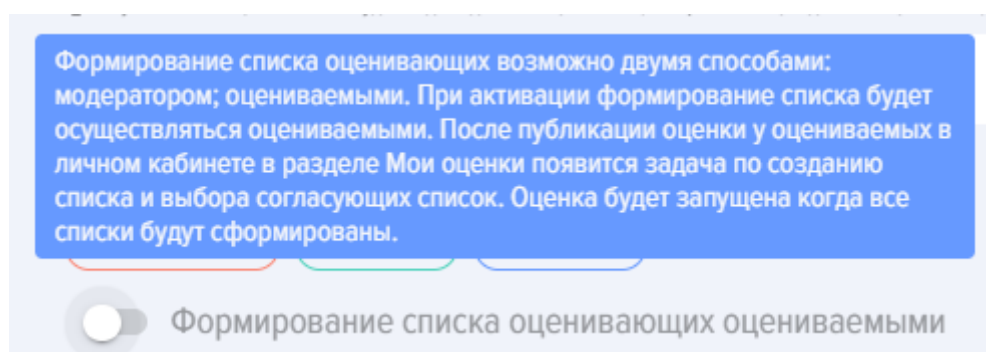 Формирование списка оценивающих возможно двумя способами:
модератором; оцениваемыми. При активации формирование списка будет
осуществляться оцениваемыми. После публикации оценки у оцениваемых в
личном кабинете в разделе Мои оценки появится задача по созданию
списка и выбора согласующих список. Оценка будет запущена когда все
списки будут сформированы.
Формирование списка оценивающих оцениваемыми